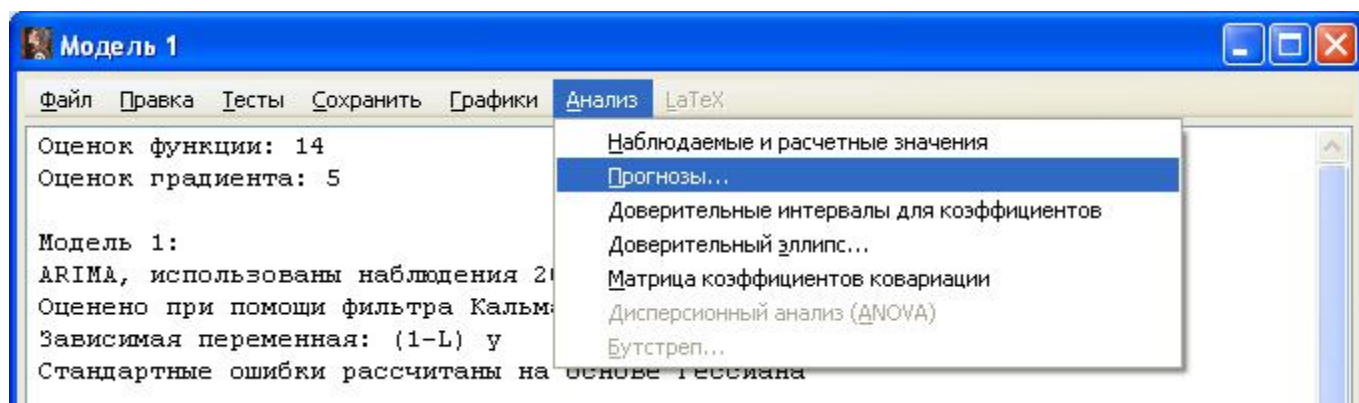 Модель 1
Файл Правка Тесты Сохранить Графики Анализ LaTeX
Наблюдаемые и расчетные значения
Прогнозы...
Доверительные интервалы для коэффициентов
Доверительный эллипс...
Матрица коэффициентов ковариации
Дисперсионный анализ (ANOVA)
Бутстреп...
Оценок функции: 14
Оценок градиента: 5
Модель 1:
ARIMA, использованы наблюдения
Оценено при помощи фильтра
Зависимая переменная: (1-L) y
Стандартные ошибки рассчитаны на основе Гессиана